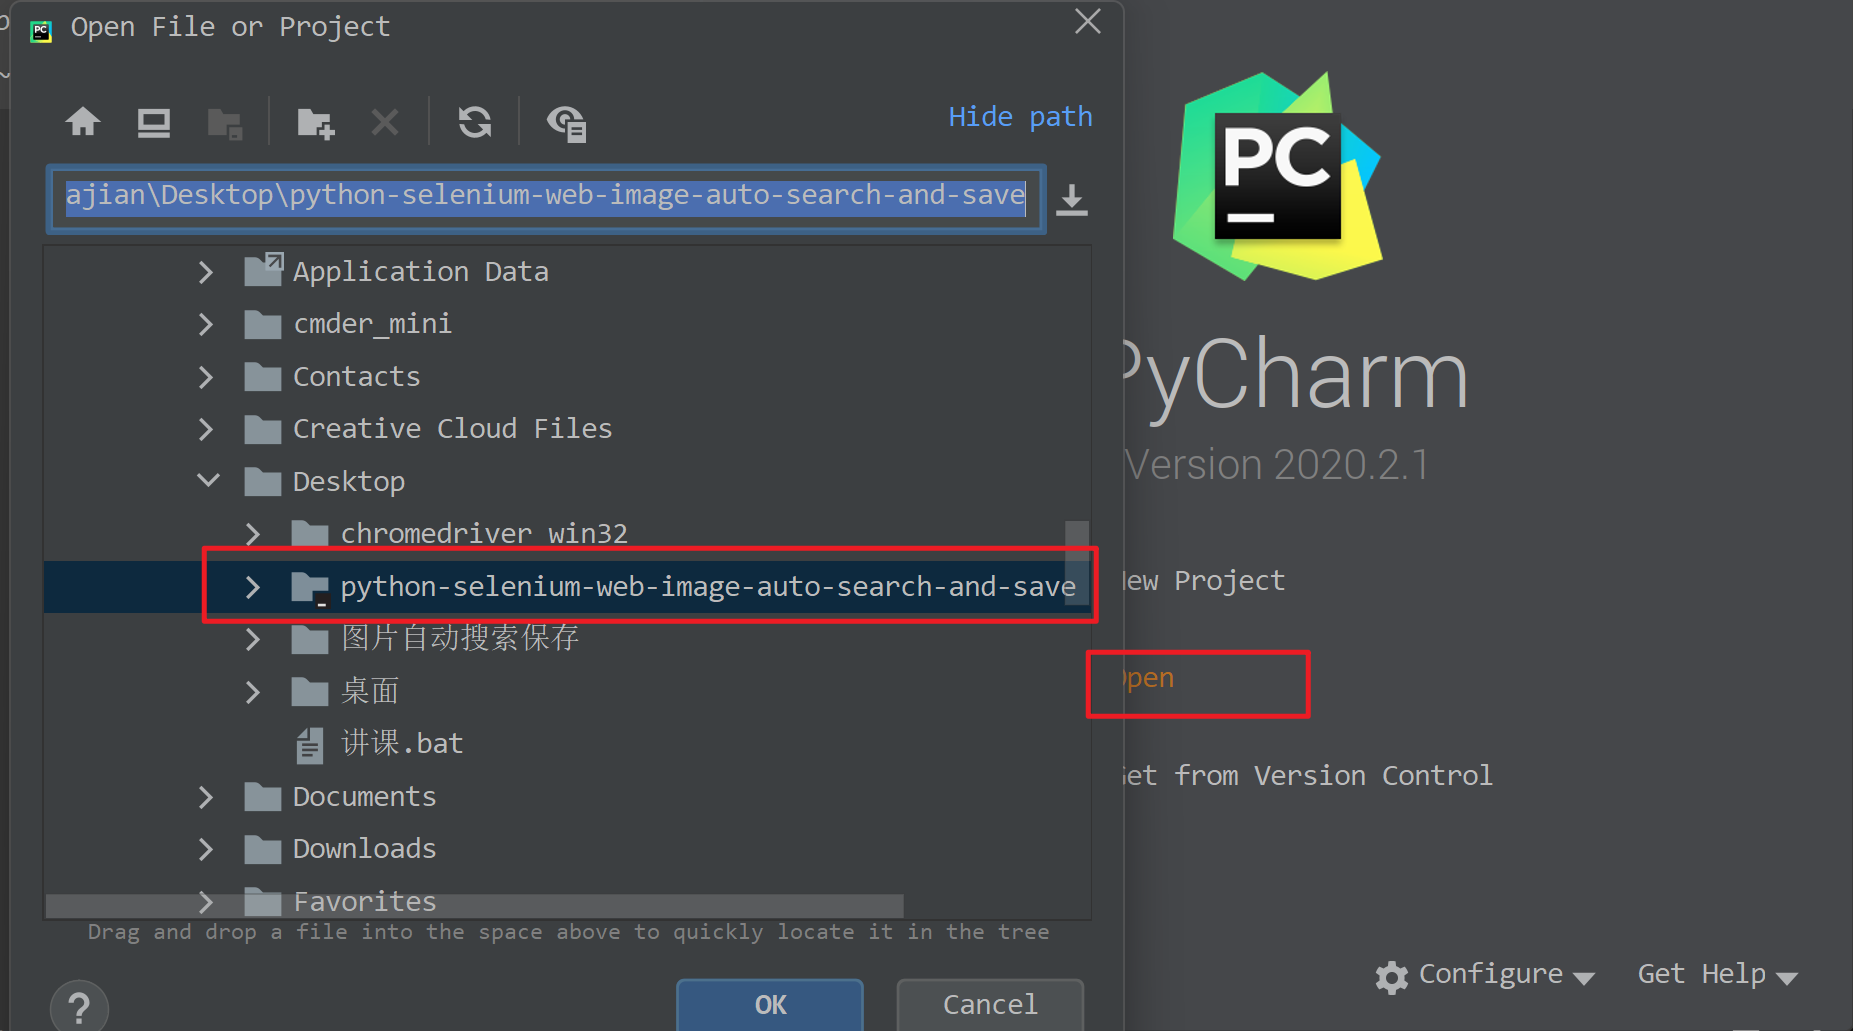 Open File or Project
Hide path
ajian\Desktop\python-selenium-web-image-auto-search-and-save
Application Data
cmder_mini
Contacts
Creative Cloud Files
Desktop
chromedriver_win32
python-selenium-web-image-auto-search-and-save
图片自动搜索保存
桌面
讲课.bat
Documents
Downloads
Favorites
Drag and drop a file into the space above to quickly locate it in the tree
?
OK
Cancel
PC
PyCharm
Version 2020.2.1
New Project
Open
Get from Version Control
Configure
Get Help